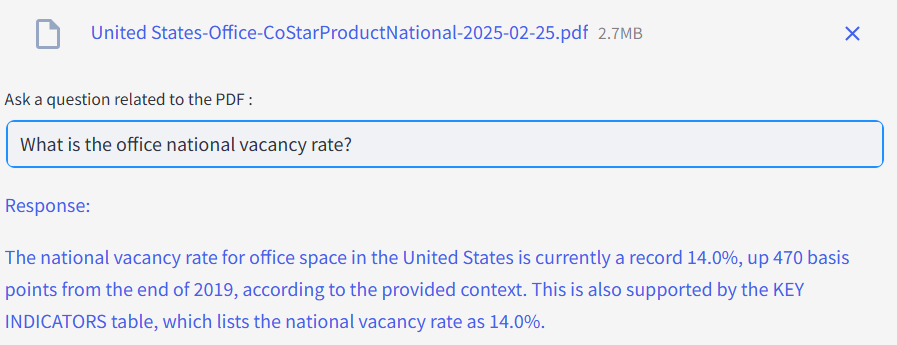 United States-Office-CoStarProductNational-2025-02-25.pdf 2.7MB
Ask a question related to the PDF :
What is the office national vacancy rate?
Response:
The national vacancy rate for office space in the United States is currently a record 14.0%, up 470 basis
points from the end of 2019, according to the provided context. This is also supported by the KEY
INDICATORS table, which lists the national vacancy rate as 14.0%.